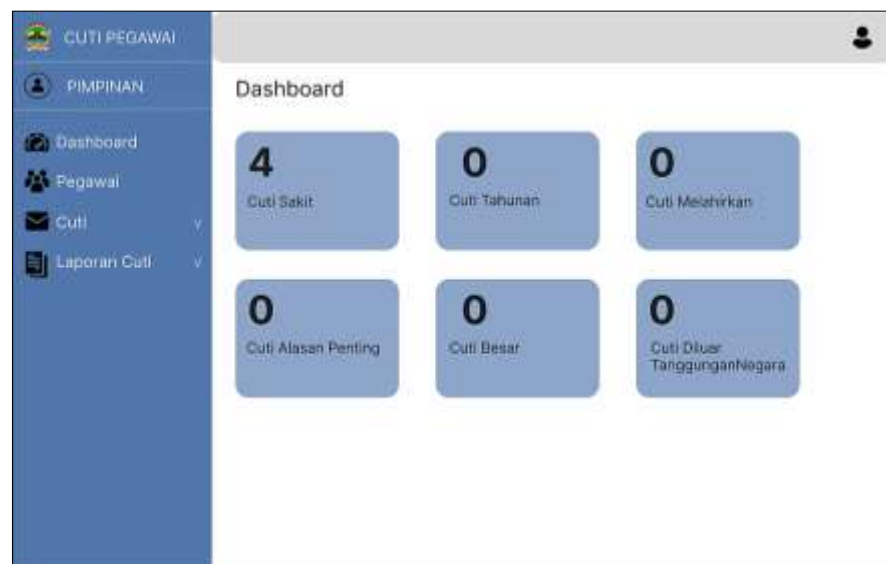 CUTI PEGAWAI
PIMPINAN
Dashboard
Pegawai
Cuti v
Laporan Cuti v
Dashboard
4
Cuti Sakit
0
Cuti Tahunan
0
Cuti Melahirkan
0
Cuti Alasan Penting
0
Cuti Besar
0
Cuti Diluar
TanggunganNegara